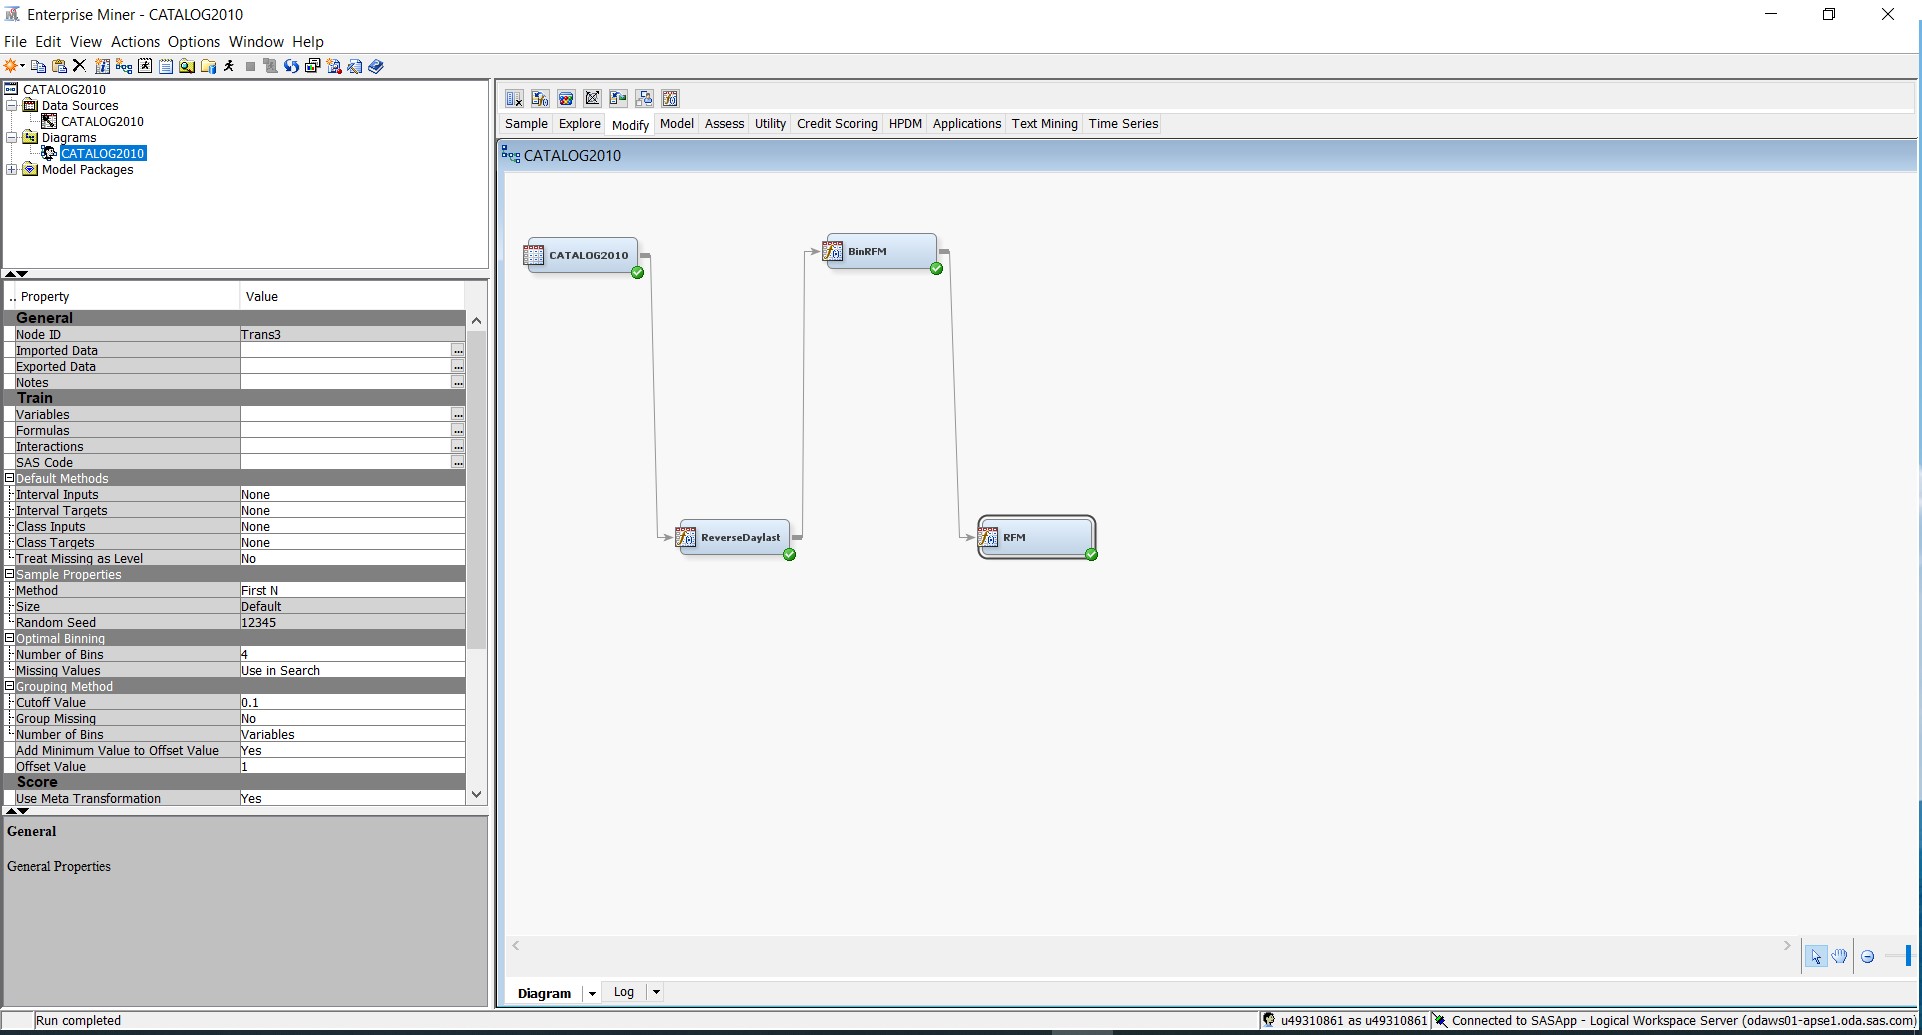 Enterprise Miner - CATALOG2010
File Edit View Actions Options Window Help
CATALOG2010
Data Sources
CATALOG2010
Diagrams
CATALOG2010
Model Packages
.. Property Value
General
Node ID Trans3
Imported Data ...
Exported Data ...
Notes ...
Train
Variables ...
Formulas ...
Interactions ...
SAS Code ...
Default Methods
Interval Inputs None
Interval Targets None
Class Inputs None
Class Targets None
Treat Missing as Level No
Sample Properties
Method First N
Size Default
Random Seed 12345
Optimal Binning
Number of Bins 4
Missing Values Use in Search
Grouping Method
Cutoff Value 0.1
Group Missing No
Number of Bins Variables
Add Minimum Value to Offset Value Yes
Offset Value 1
Score
Use Meta Transformation Yes
General
General Properties
Sample Explore Modify Model Assess Utility Credit Scoring HPDM Applications Text Mining Time Series
CATALOG2010
CATALOG2010
BinRFM
ReverseDaylast
RFM
Diagram Log
Run completed
u49310861 as u49310861 Connected to SASApp - Logical Workspace Server (odaws01-apse1.oda.sas.com)